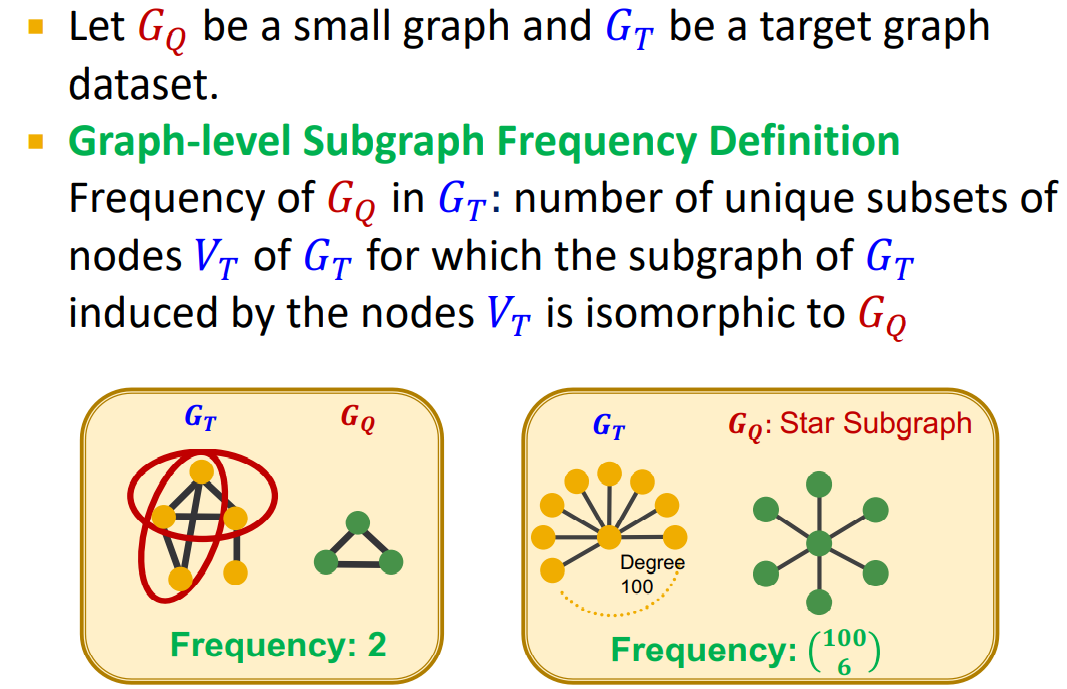 ▪ Let G_Q be a small graph and G_T be a target graph
dataset.
▪ Graph-level Subgraph Frequency Definition
Frequency of G_Q in G_T: number of unique subsets of
nodes V_T of G_T for which the subgraph of G_T
induced by the nodes V_T is isomorphic to G_Q
G_T G_Q
Frequency: 2
G_T G_Q: Star Subgraph
Degree
100
Frequency: (100
6)